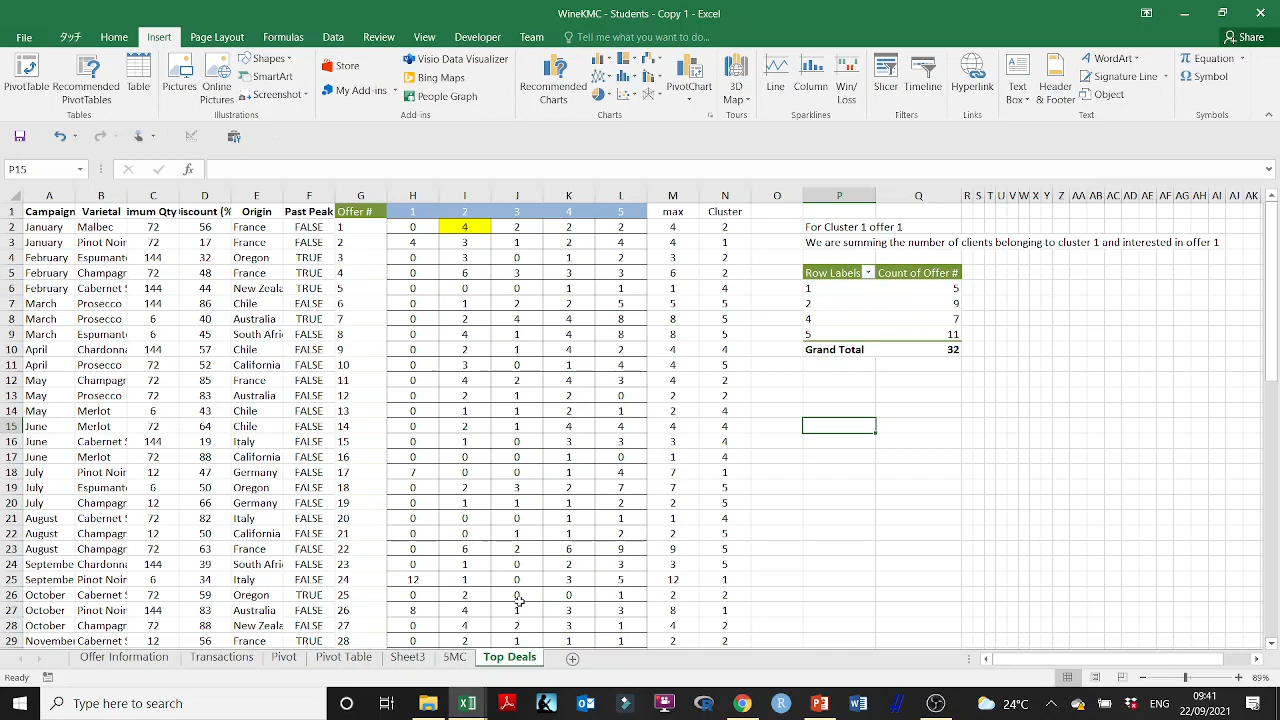 WineKMC - Students - Copy 1 - Excel
File タッチ Home Insert Page Layout Formulas Data Review View Developer Team Tell me what you want to do... Share
PivotTable Recommended PivotTables Table Pictures Online Pictures Shapes SmartArt Screenshot Store My Add-ins Visio Data Visualizer Bing Maps People Graph Recommended Charts PivotChart 3D Map Line Column Win/ Loss Slicer Timeline Hyperlink Text Box Header & Footer WordArt Signature Line Object Equation Symbol
Tables Illustrations Add-ins Charts Tours Sparklines Filters Links Text Symbols
P15 fx
A B C D E F G H I J K L M N O P Q R S T U V W X Y Z AA AB AC AD AE AF AG AH AI AJ AK
1 Campaign Varietal imum Qty Discount (% Origin Past Peak Offer # 1 2 3 4 5 max Cluster
2 January Malbec 72 56 France FALSE 1 0 4 2 2 2 4 2 For Cluster 1 offer 1
3 January Pinot Noir 72 17 France FALSE 2 4 3 1 2 4 4 1 We are summing the number of clients belonging to cluster 1 and interested in offer 1
4 February Espumant 144 32 Oregon TRUE 3 0 3 0 1 2 3 2
5 February Champagn 72 48 France TRUE 4 0 6 3 3 3 6 2 Row Labels Count of Offer #
6 February Cabernet S 144 44 New Zeala TRUE 5 0 0 0 1 1 1 4 1 5
7 March Prosecco 144 86 Chile FALSE 6 0 1 2 2 5 5 5 2 9
8 March Prosecco 6 40 Australia TRUE 7 0 2 4 4 8 8 5 4 7
9 March Espumant 6 45 South Afri FALSE 8 0 4 1 4 8 8 5 5 11
10 April Chardonna 144 57 Chile FALSE 9 0 2 1 4 2 4 4 Grand Total 32
11 April Prosecco 72 52 California FALSE 10 0 3 0 1 4 4 5
12 May Champagn 72 85 France FALSE 11 0 4 2 4 3 4 2
13 May Prosecco 72 83 Australia FALSE 12 0 2 1 2 0 2 2
14 May Merlot 6 43 Chile FALSE 13 0 1 1 2 1 2 4
15 June Merlot 72 64 Chile FALSE 14 0 2 1 4 4 4 4
16 June Cabernet S 144 19 Italy FALSE 15 0 1 0 3 3 3 4
17 June Merlot 72 88 California FALSE 16 0 0 0 1 0 1 4
18 July Pinot Noir 12 47 Germany FALSE 17 7 0 0 1 4 7 1
19 July Espumant 6 50 Oregon FALSE 18 0 2 3 2 7 7 5
20 July Champagn 12 66 Germany FALSE 19 0 1 1 1 2 2 5
21 August Cabernet S 72 82 Italy FALSE 20 0 0 0 1 1 1 4
22 August Champagn 12 50 California FALSE 21 0 0 1 1 2 2 5
23 August Champagn 72 63 France FALSE 22 0 6 2 6 9 9 5
24 Septembe Chardonna 144 39 South Afri FALSE 23 0 1 0 2 3 3 5
25 Septembe Pinot Noir 6 34 Italy FALSE 24 12 1 0 3 5 12 1
26 October Cabernet S 72 59 Oregon TRUE 25 0 2 0 0 1 2 2
27 October Pinot Noir 144 83 Australia FALSE 26 8 4 1 3 3 8 1
28 October Champagn 72 88 New Zeala FALSE 27 0 4 2 3 1 4 2
29 November Cabernet S 12 56 France TRUE 28 0 2 1 1 1 2 2
Offer Information Transactions Pivot Pivot Table Sheet3 5MC Top Deals
Ready 89%
Type here to search 24°C ENG 09:41
22/09/2021